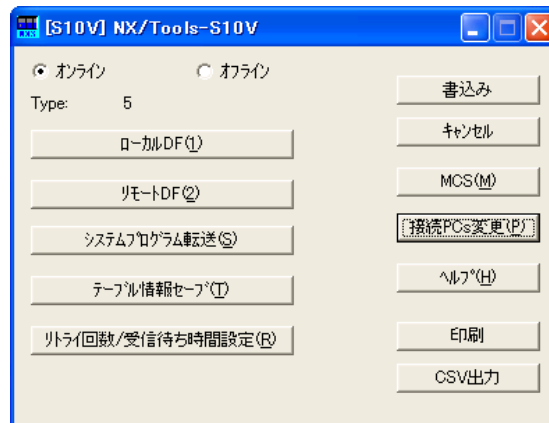 [S10V] NX/Tools-S10V
オンライン オフライン
Type: 5
ローカルDF(1)
リモートDF(2)
システムプログラム転送(S)
テーブル情報セーブ(T)
リトライ回数/受信待ち時間設定(R)
書込み
キャンセル
MCS(M)
接続PCs変更(P)
ヘルプ(H)
印刷
CSV出力